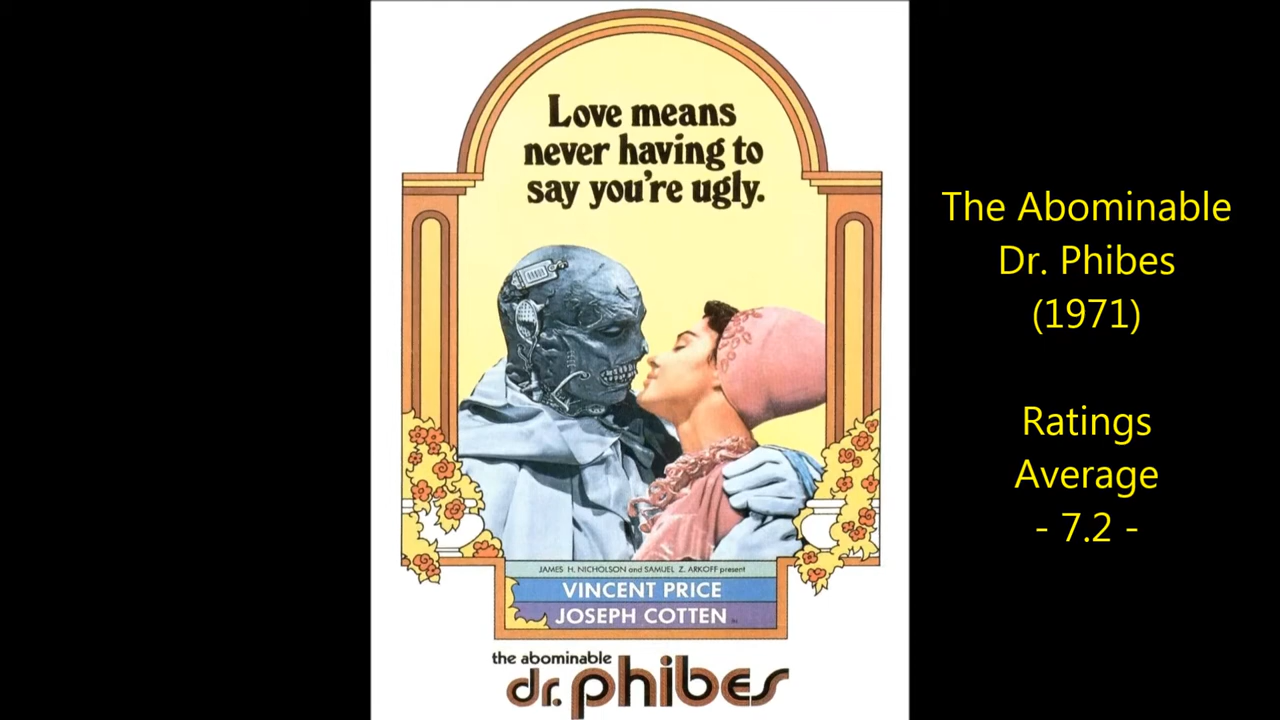 Love means
never having to
say you're ugly.
JAMES H. NICHOLSON and SAMUEL Z. ARKOFF present
VINCENT PRICE
JOSEPH COTTEN
the abominable
dr. phibes
The Abominable
Dr. Phibes
(1971)
Ratings
Average
- 7.2 -